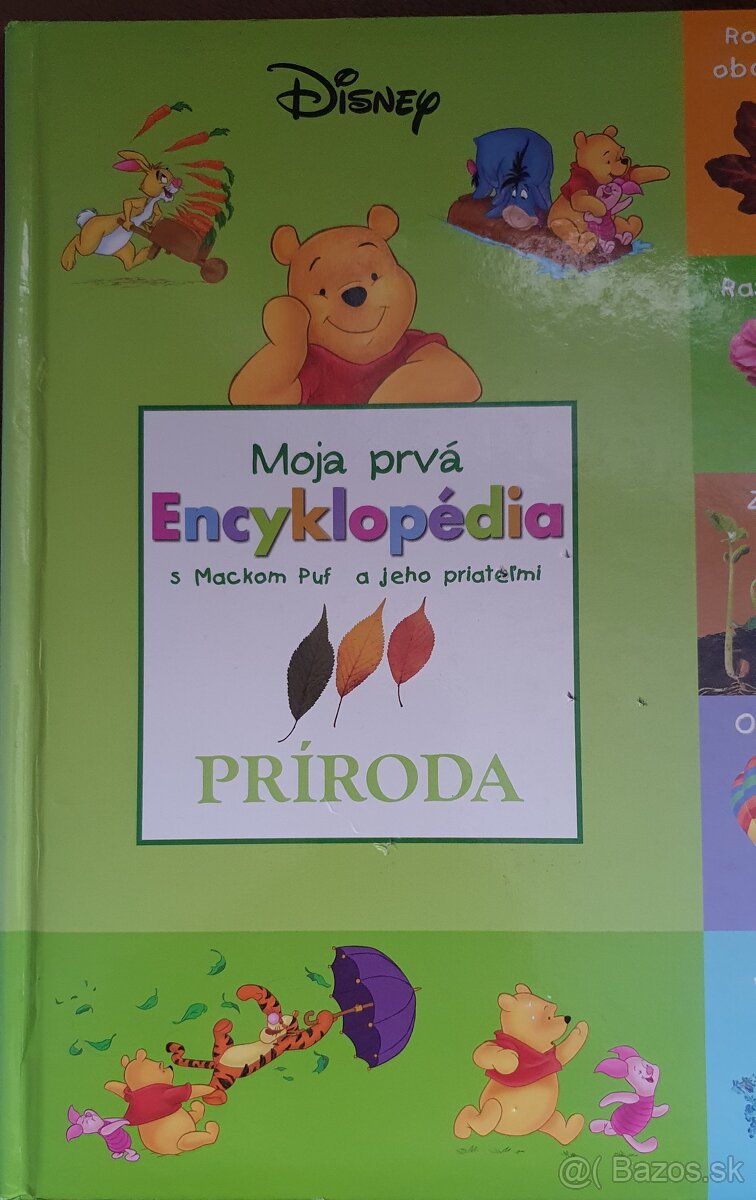 Disney
Moja prvá
Encyklopédia
s Mackom Puf a jeho priateľmi
PRÍRODA
@( Bazos.sk